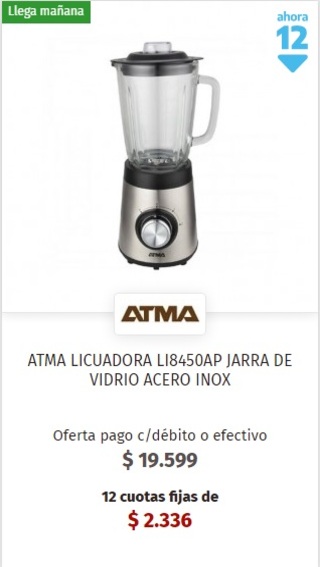 Llega mañana
ahora
12
ATMA
ATMA
ATMA LICUADORA LI8450AP JARRA DE
VIDRIO ACERO INOX
Oferta pago c/débito o efectivo
$ 19.599
12 cuotas fijas de
$ 2.336